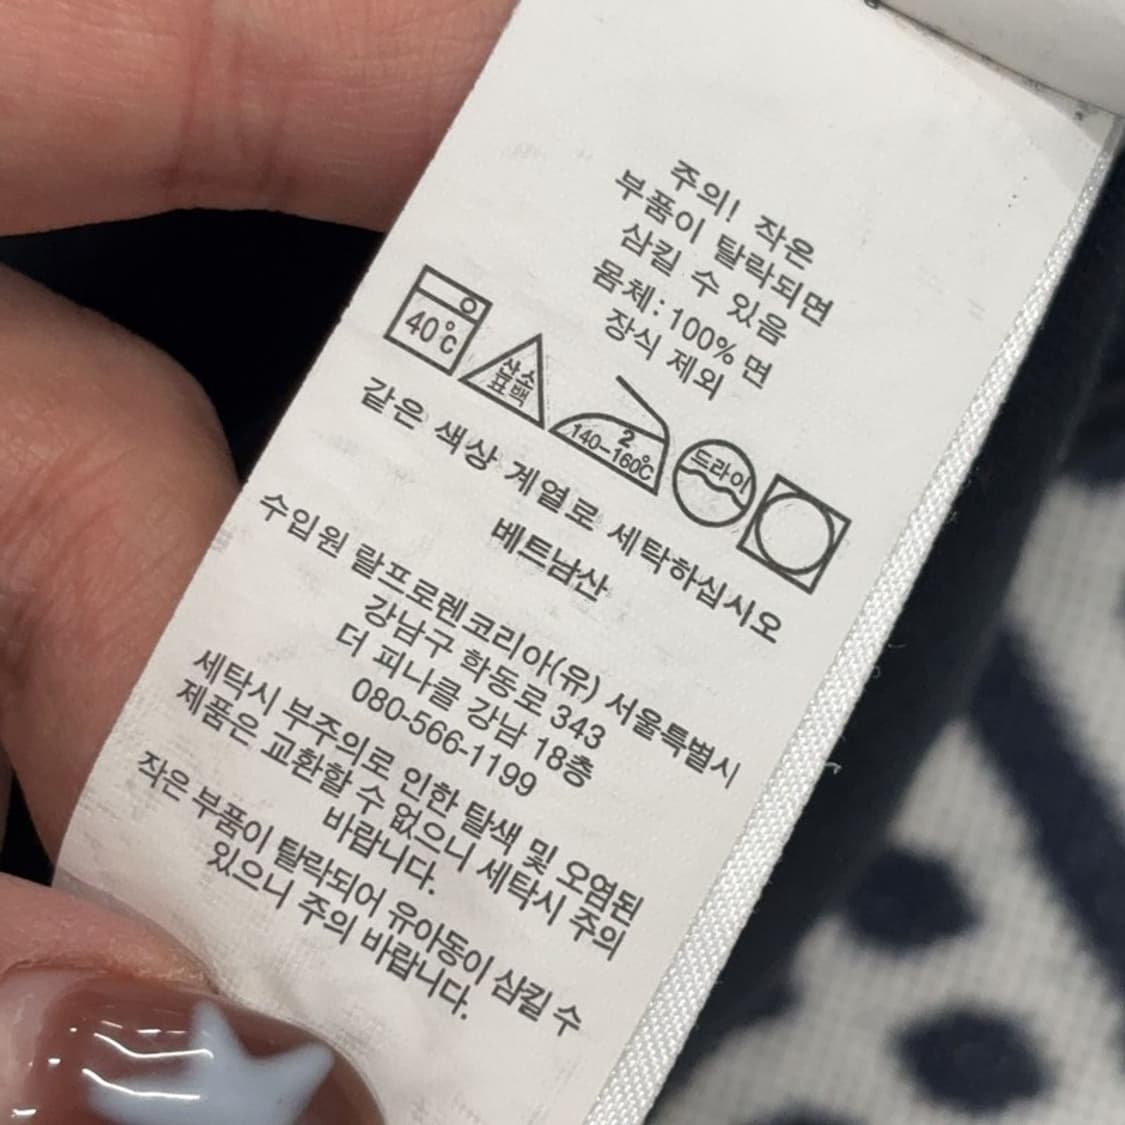 주의! 작은
부품이 탈락되면
삼킬 수 있음
몸체:100% 면
장식 제외
40℃
산소
표백
2
140~160℃
드라이
같은 색상 계열로 세탁하십시오
베트남산
수입원 랄프로렌코리아(유) 서울특별시
강남구 학동로 343
더 피나클 강남 18층
080-566-1199
세탁시 부주의로 인한 탈색 및 오염된
제품은 교환할 수 없으니 세탁시 주의
바랍니다.
작은 부품이 탈락되어 유아동이 삼킬 수
있으니 주의 바랍니다.